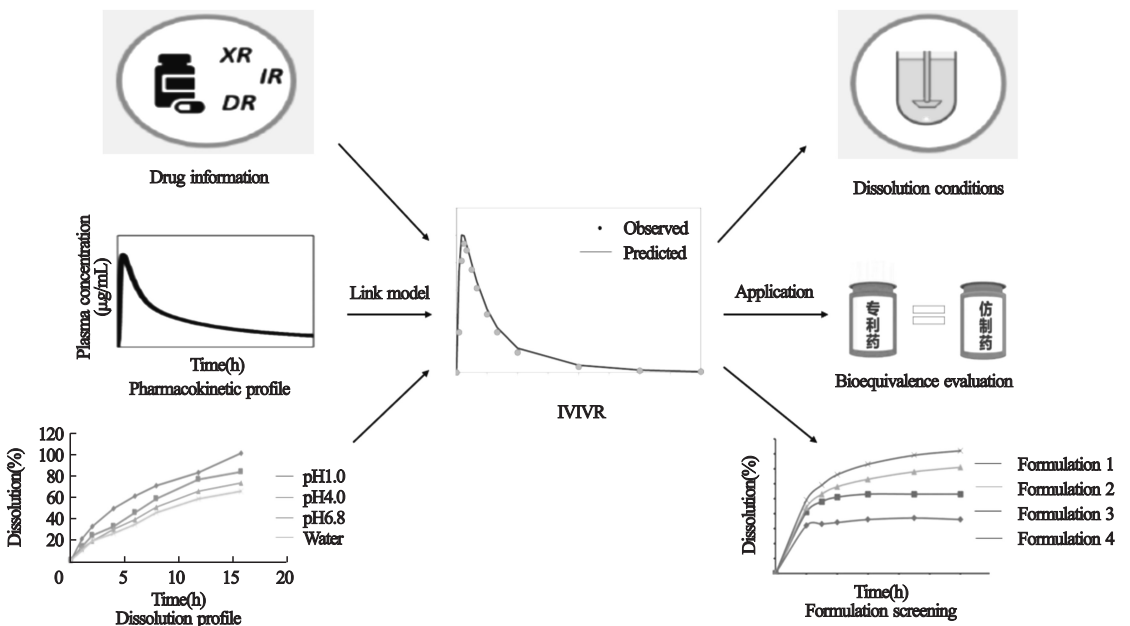 XR
IR
DR
Drug information
Plasma concentration
(μg/mL)
Time(h)
Pharmacokinetic profile
120
100
80
60
40
20
0
5
10
15
20
Dissolution(%)
pH1.0
pH4.0
pH6.8
Water
Time(h)
Dissolution profile
Link model
Observed
Predicted
IVIVR
Application
Dissolution conditions
专利药
仿制药
Bioequivalence evaluation
Dissolution(%)
Formulation 1
Formulation 2
Formulation 3
Formulation 4
Time(h)
Formulation screening